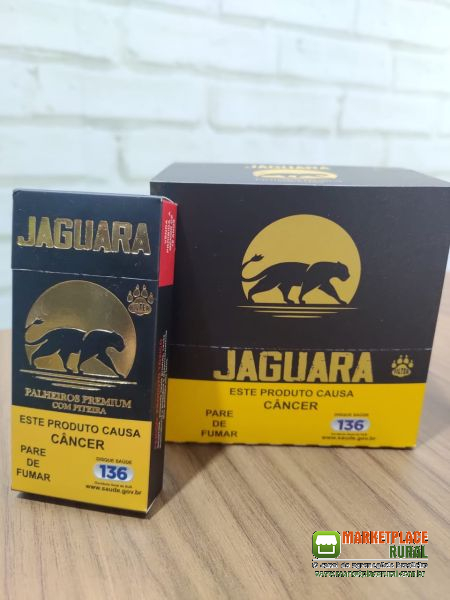 JAGUARA
PALHEIROS PREMIUM
COM PITEIRA
ESTE PRODUTO CAUSA
CÂNCER
PARE
DE
FUMAR
DISQUE SAÚDE
136
www.saude.gov.br
JAGUARA
JAGUARA
ESTE PRODUTO CAUSA
CÂNCER
PARE
DE
FUMAR
DISQUE SAÚDE
136
www.saude.gov.br
MARKETPLACE
RURAL